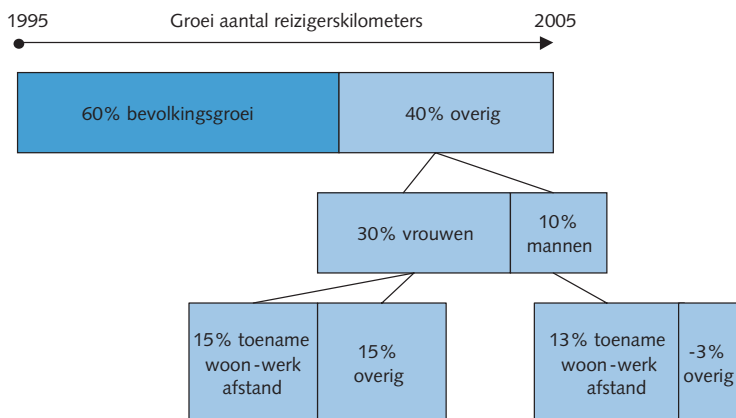 1995 Groei aantal reizigerskilometers 2005
60% bevolkingsgroei 40% overig
30% vrouwen
10%
mannen
15% toename
woon-werk
afstand
15%
overig
13% toename
woon-werk
afstand
-3%
overig